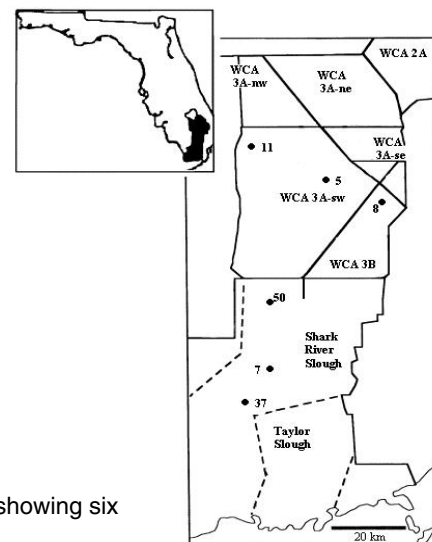 WCA 2A
WCA
3A-nw
WCA
3A-ne
WCA
3A-se
11
5
WCA 3A-sw
8
WCA 3B
50
Shark
River
Slough
7
37
Taylor
Slough
showing six
20 km